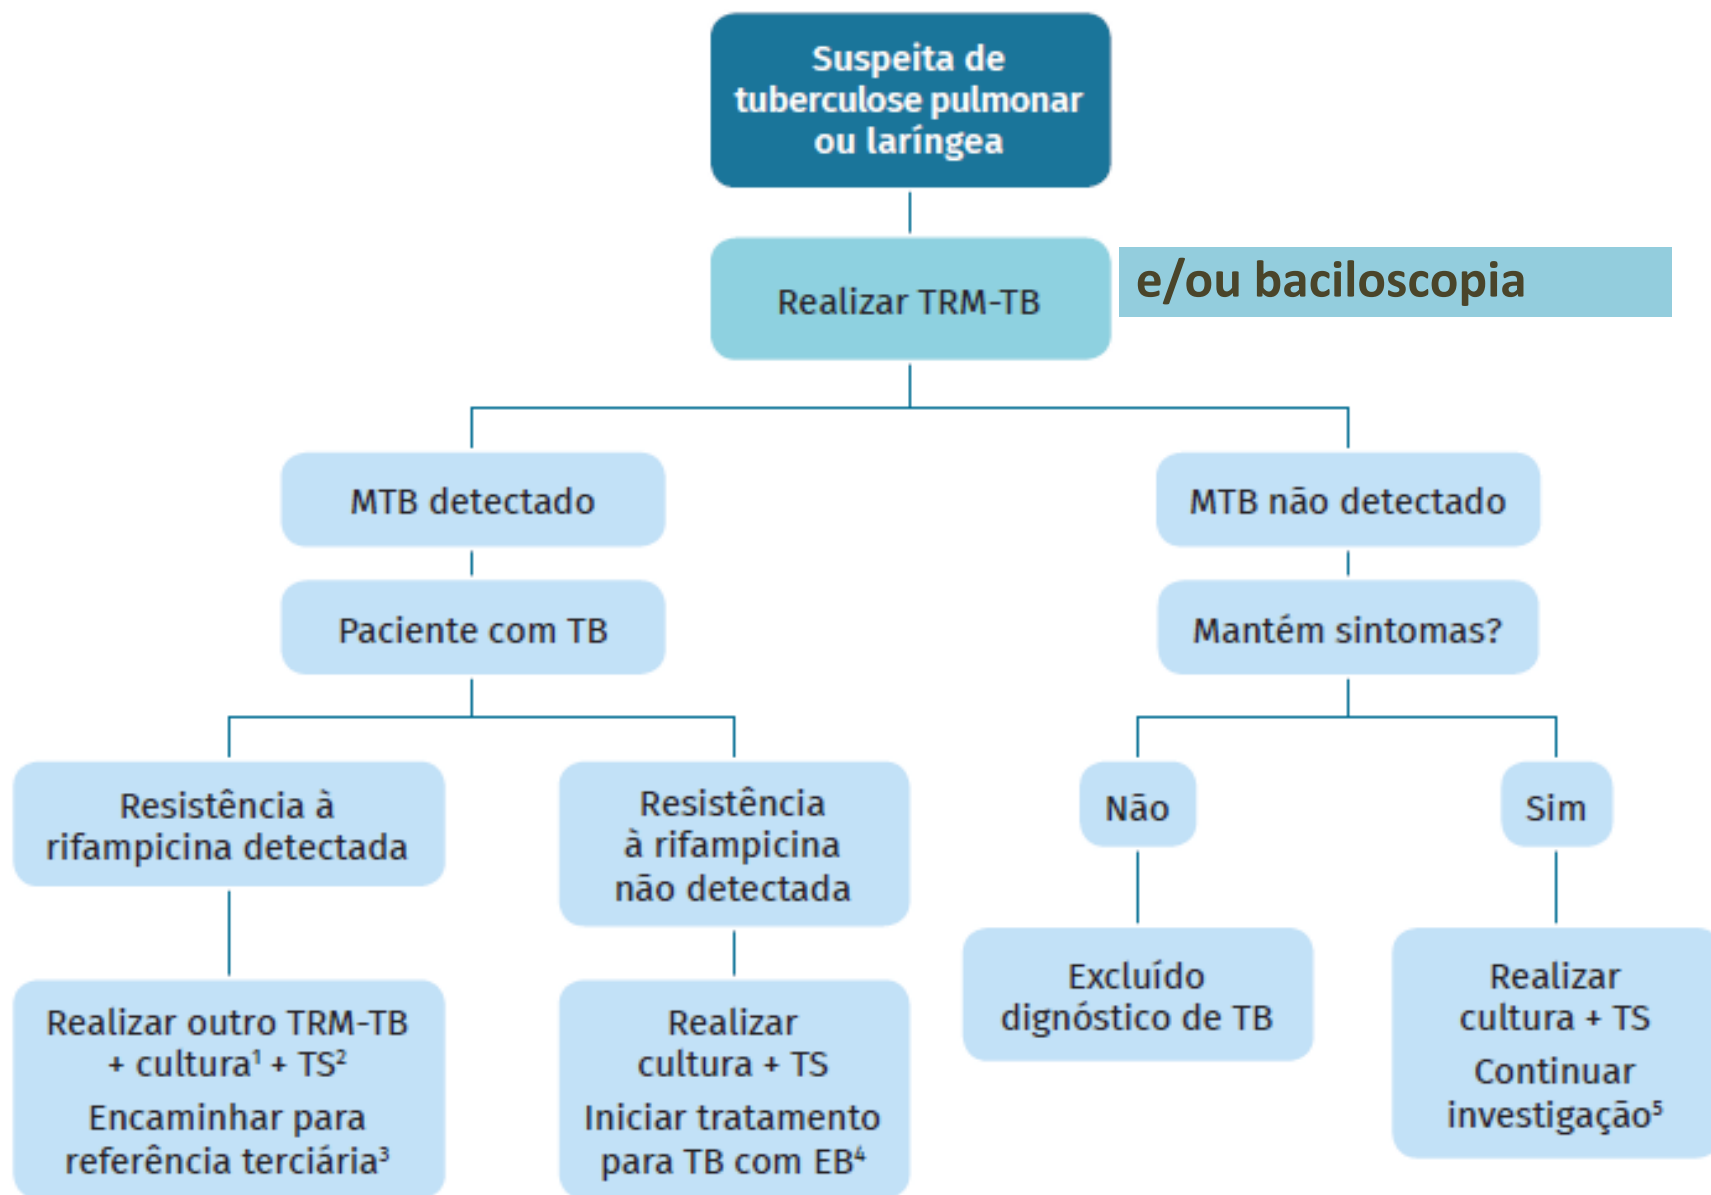 Suspeita de
tuberculose pulmonar
ou laríngea
Realizar TRM-TB
e/ou baciloscopia
MTB detectado
MTB não detectado
Paciente com TB
Mantém sintomas?
Resistência à
rifampicina detectada
Resistência
à rifampicina
não detectada
Não
Sim
Realizar outro TRM-TB
+ cultura¹ + TS²
Encaminhar para
referência terciária³
Realizar
cultura + TS
Iniciar tratamento
para TB com EB⁴
Excluído
dignóstico de TB
Realizar
cultura + TS
Continuar
investigação⁵